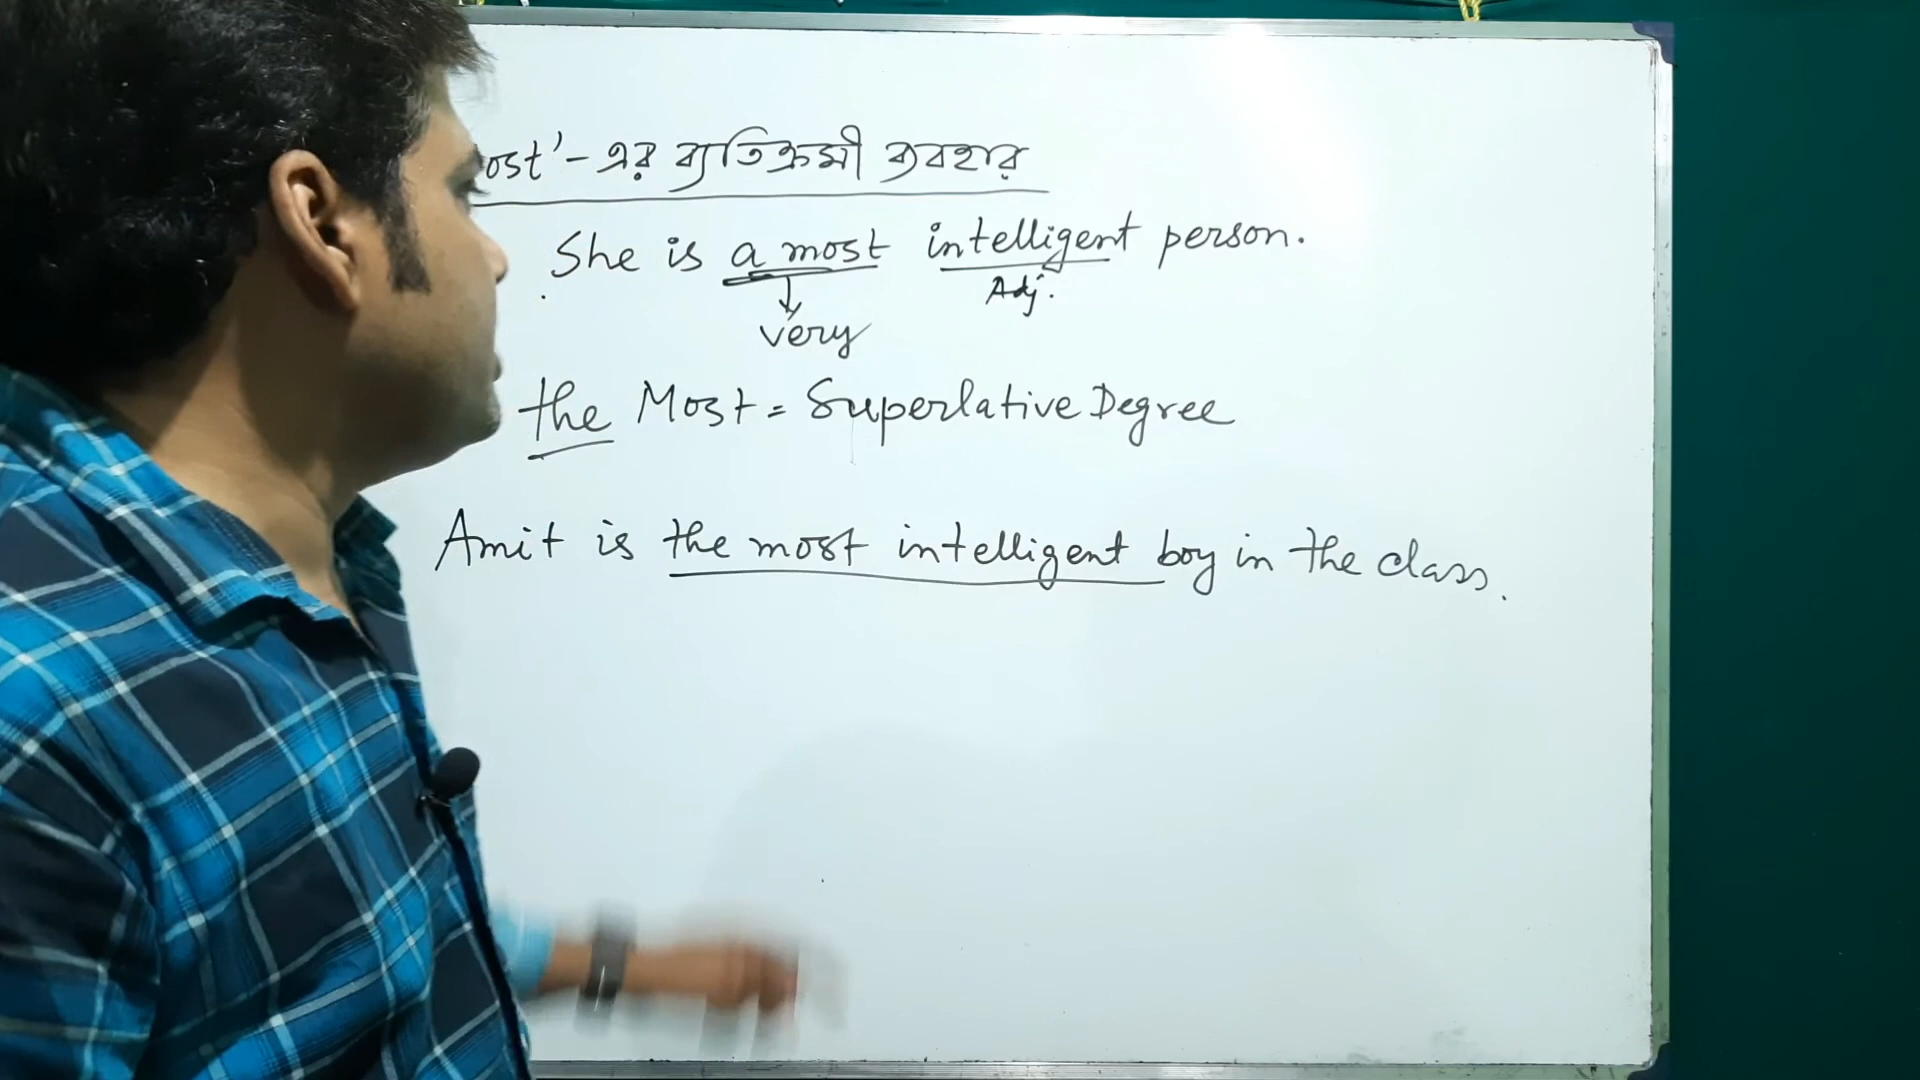 ost'-এর ব্যতিক্রমী ব্যবহার
She is a most intelligent person.
Adj.
very
the Most = Superlative Degree
Amit is the most intelligent boy in the class.